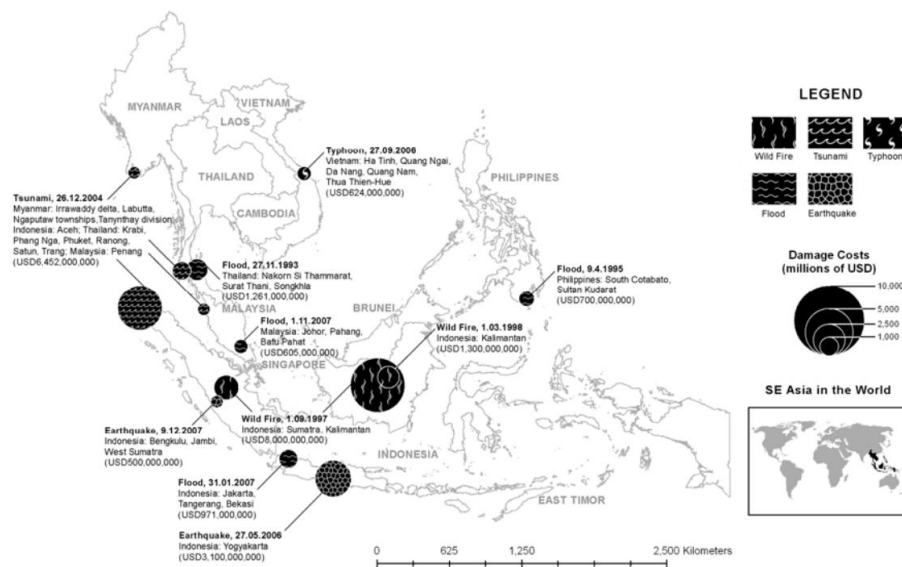 MYANMAR
VIETNAM
LAOS
THAILAND
CAMBODIA
PHILIPPINES
MALAYSIA
BRUNEI
SINGAPORE
INDONESIA
EAST TIMOR
Typhoon, 27.09.2006
Vietnam: Ha Tinh, Quang Ngai,
Da Nang, Quang Nam,
Thua Thien-Hue
(USD624,000,000)
Tsunami, 26.12.2004
Myanmar: Irrawaddy delta, Labutta,
Ngaputaw townships,Tanynthay division;
Indonesia: Aceh; Thailand: Krabi,
Phang Nga, Phuket, Ranong,
Satun, Trang; Malaysia: Penang
(USD6,452,000,000)
Flood, 27.11.1993
Thailand: Nakorn Si Thammarat,
Surat Thani, Songkhla
(USD1,261,000,000)
Flood, 9.4.1995
Philippines: South Cotabato,
Sultan Kudarat
(USD700,000,000)
Flood, 1.11.2007
Malaysia: Johor, Pahang,
Batu Pahat
(USD605,000,000)
Wild Fire, 1.03.1998
Indonesia: Kalimantan
(USD1,300,000,000)
Wild Fire, 1.09.1997
Indonesia: Sumatra, Kalimantan
(USD8,000,000,000)
Earthquake, 9.12.2007
Indonesia: Bengkulu, Jambi,
West Sumatra
(USD500,000,000)
Flood, 31.01.2007
Indonesia: Jakarta,
Tangerang, Bekasi
(USD971,000,000)
Earthquake, 27.05.2006
Indonesia: Yogyakarta
(USD3,100,000,000)
0 625 1,250 2,500 Kilometers
LEGEND
Wild Fire Tsunami Typhoon
Flood Earthquake
Damage Costs
(millions of USD)
10,000
5,000
2,500
1,000
SE Asia in the World